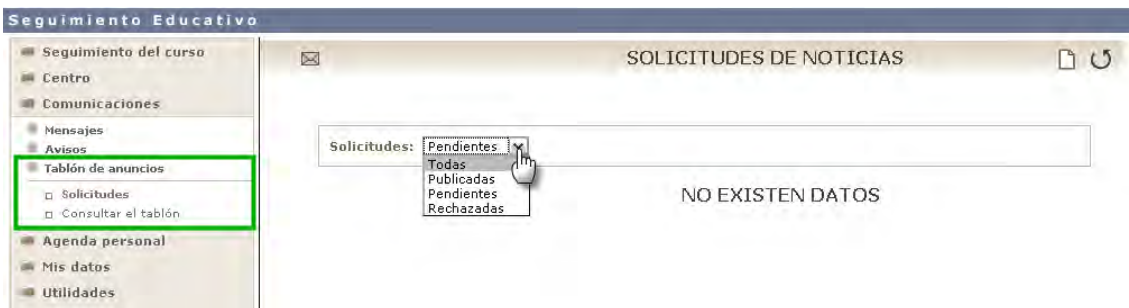 Seguimiento Educativo
Seguimiento del curso
Centro
Comunicaciones
Mensajes
Avisos
Tablón de anuncios
Solicitudes
Consultar el tablón
Agenda personal
Mis datos
Utilidades
SOLICITUDES DE NOTICIAS
Solicitudes: Pendientes
Todas
Publicadas
Pendientes
Rechazadas
NO EXISTEN DATOS